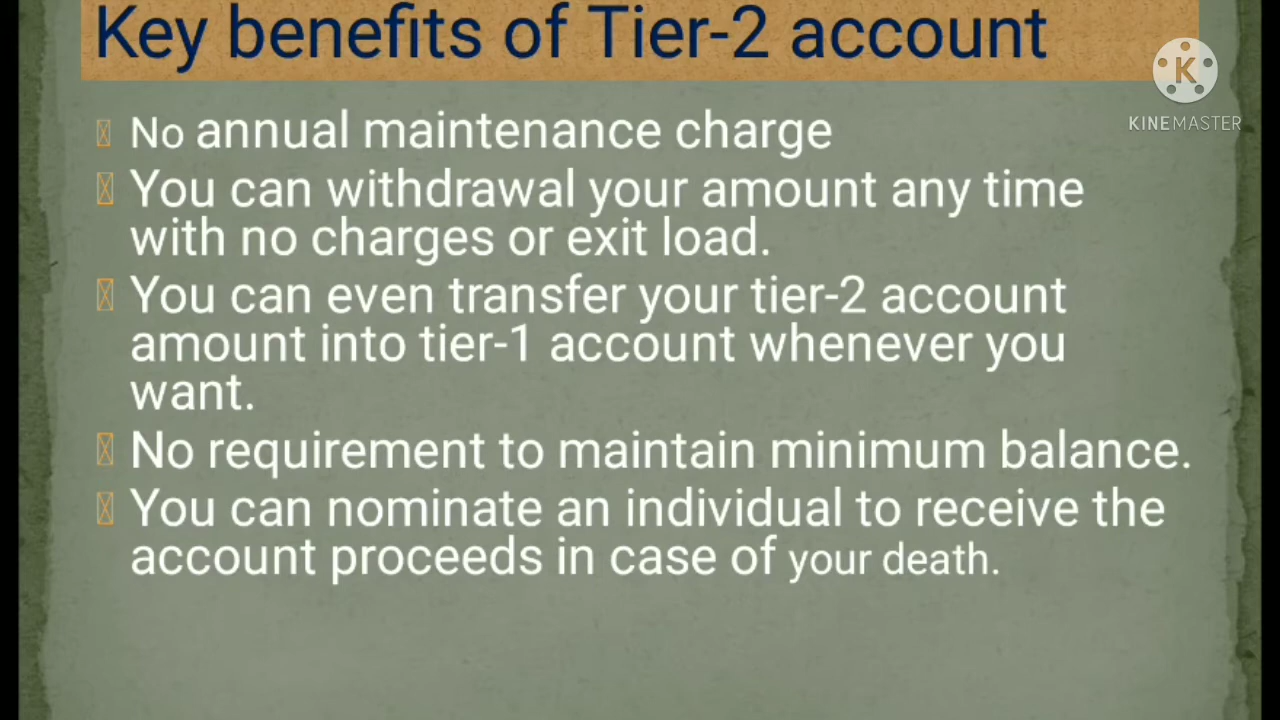 Key benefits of Tier-2 account
K
KINEMASTER
No annual maintenance charge
You can withdrawal your amount any time
with no charges or exit load.
You can even transfer your tier-2 account
amount into tier-1 account whenever you
want.
No requirement to maintain minimum balance.
You can nominate an individual to receive the
account proceeds in case of your death.